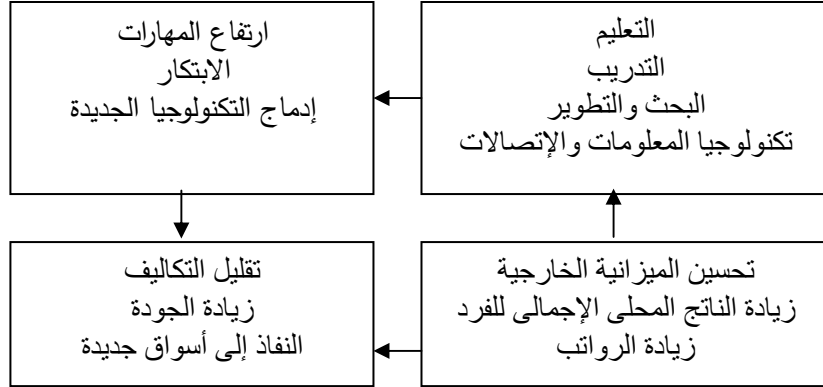 التعليم
التدريب
البحث والتطوير
تكنولوجيا المعلومات والإتصالات
ارتفاع المهارات
الابتكار
إدماج التكنولوجيا الجديدة
تحسين الميزانية الخارجية
زيادة الناتج المحلى الإجمالى للفرد
زيادة الرواتب
تقليل التكاليف
زيادة الجودة
النفاذ إلى أسواق جديدة